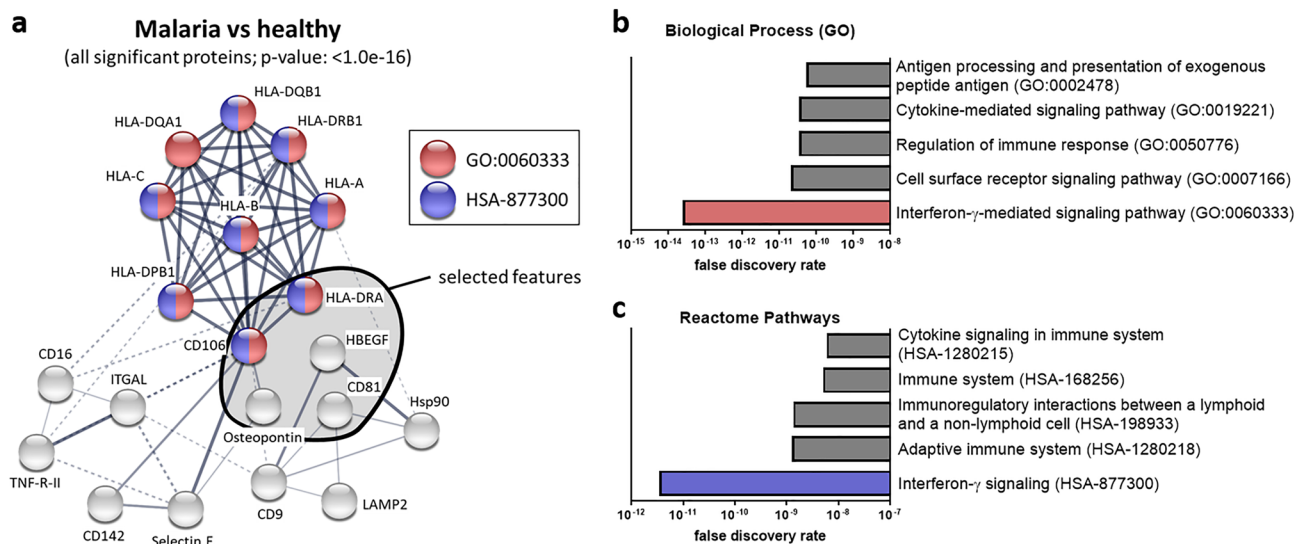 a
Malaria vs healthy
(all significant proteins; p-value: <1.0e-16)
HLA-DQB1
HLA-DQA1
HLA-DRB1
HLA-C
HLA-A
HLA-B
HLA-DPB1
HLA-DRA
CD106
HBEGF
CD16
ITGAL
CD81
Hsp90
Osteopontin
TNF-R-II
CD9
LAMP2
CD142
Selectin E
GO:0060333
HSA-877300
selected features
b
Biological Process (GO)
Antigen processing and presentation of exogenous
peptide antigen (GO:0002478)
Cytokine-mediated signaling pathway (GO:0019221)
Regulation of immune response (GO:0050776)
Cell surface receptor signaling pathway (GO:0007166)
Interferon-γ-mediated signaling pathway (GO:0060333)
10⁻¹⁵ 10⁻¹⁴ 10⁻¹³ 10⁻¹² 10⁻¹¹ 10⁻¹⁰ 10⁻⁹ 10⁻⁸
false discovery rate
c
Reactome Pathways
Cytokine signaling in immune system
(HSA-1280215)
Immune system (HSA-168256)
Immunoregulatory interactions between a lymphoid
and a non-lymphoid cell (HSA-198933)
Adaptive immune system (HSA-1280218)
Interferon-γ signaling (HSA-877300)
10⁻¹² 10⁻¹¹ 10⁻¹⁰ 10⁻⁹ 10⁻⁸ 10⁻⁷
false discovery rate